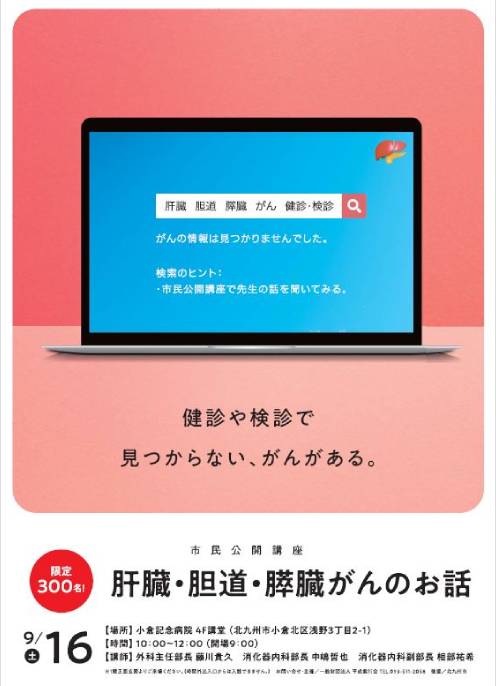 肝臓 胆道 膵臓 がん 健診・検診
がんの情報は見つかりませんでした。
検索のヒント：
・市民公開講座で先生の話を聞いてみる。
健診や検診で
見つからない、がんがある。
市民公開講座
限定
300名!
肝臓・胆道・膵臓がんのお話
9/16
土
【場所】小倉記念病院 4F講堂（北九州市小倉北区浅野3丁目2-1）
【時間】10:00〜12:00（開場9:00）
【講師】外科主任部長 藤川貴久 消化器内科部長 中嶋哲也 消化器内科副部長 相部祐希